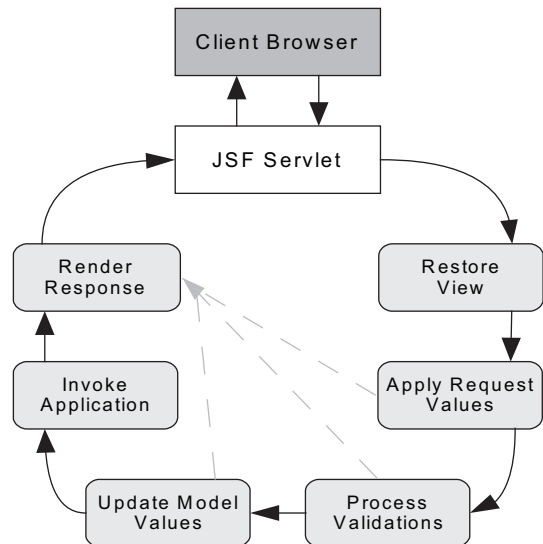 Client Browser
JSF Servlet
Render
Response
Restore
View
Invoke
Application
Apply Request
Values
Update Model
Values
Process
Validations